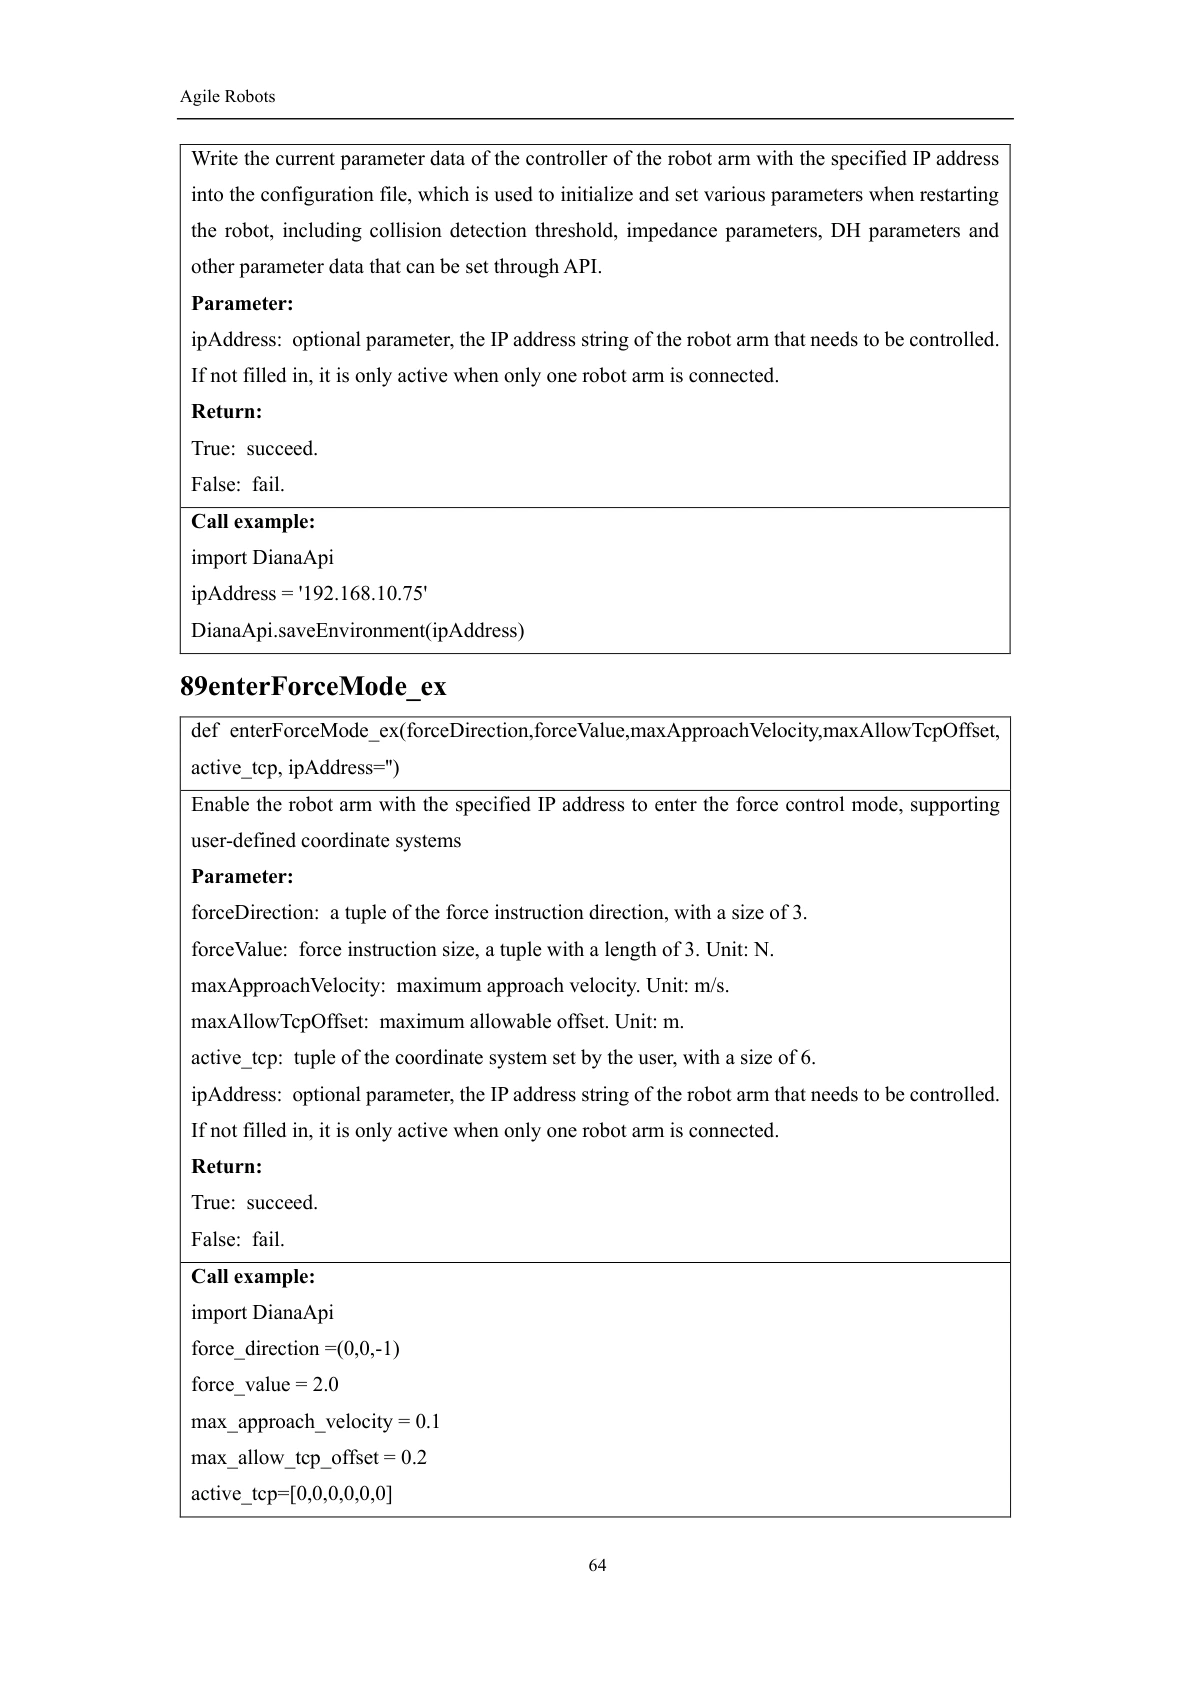 Agile Robots
Write the current parameter data of the controller of the robot arm with the specified IP address
into the configuration file, which is used to initialize and set various parameters when restarting
the robot, including collision detection threshold, impedance parameters, DH parameters and
other parameter data that can be set through API.
Parameter:
ipAddress: optional parameter, the IP address string of the robot arm that needs to be controlled.
If not filled in, it is only active when only one robot arm is connected.
Return:
True: succeed.
False: fail.
Call example:
import DianaApi
ipAddress = '192.168.10.75'
DianaApi.saveEnvironment(ipAddress)
89enterForceMode_ex
def enterForceMode_ex(forceDirection,forceValue,maxApproachVelocity,maxAllowTcpOffset,
active_tcp, ipAddress='')
Enable the robot arm with the specified IP address to enter the force control mode, supporting
user-defined coordinate systems
Parameter:
forceDirection: a tuple of the force instruction direction, with a size of 3.
forceValue: force instruction size, a tuple with a length of 3. Unit: N.
maxApproachVelocity: maximum approach velocity. Unit: m/s.
maxAllowTcpOffset: maximum allowable offset. Unit: m.
active_tcp: tuple of the coordinate system set by the user, with a size of 6.
ipAddress: optional parameter, the IP address string of the robot arm that needs to be controlled.
If not filled in, it is only active when only one robot arm is connected.
Return:
True: succeed.
False: fail.
Call example:
import DianaApi
force_direction =(0,0,-1)
force_value = 2.0
max_approach_velocity = 0.1
max_allow_tcp_offset = 0.2
active_tcp=[0,0,0,0,0,0]
64